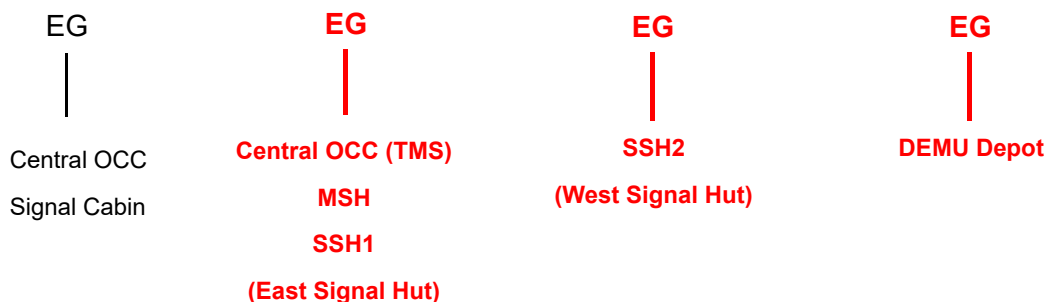 EG
Central OCC
Signal Cabin
EG
Central OCC (TMS)
MSH
SSH1
(East Signal Hut)
EG
SSH2
(West Signal Hut)
EG
DEMU Depot